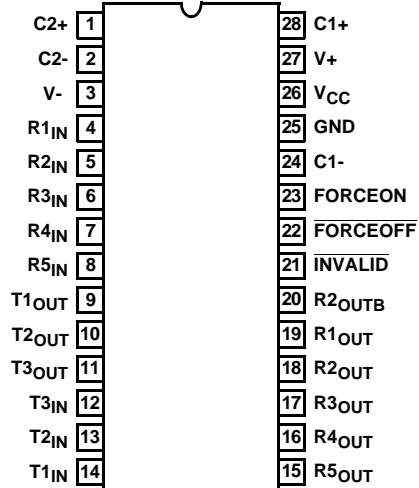 C2+ 1 28 C1+
C2- 2 27 V+
V- 3 26 VCC
R1IN 4 25 GND
R2IN 5 24 C1-
R3IN 6 23 FORCEON
R4IN 7 22 FORCEOFF
R5IN 8 21 INVALID
T1OUT 9 20 R2OUTB
T2OUT 10 19 R1OUT
T3OUT 11 18 R2OUT
T3IN 12 17 R3OUT
T2IN 13 16 R4OUT
T1IN 14 15 R5OUT